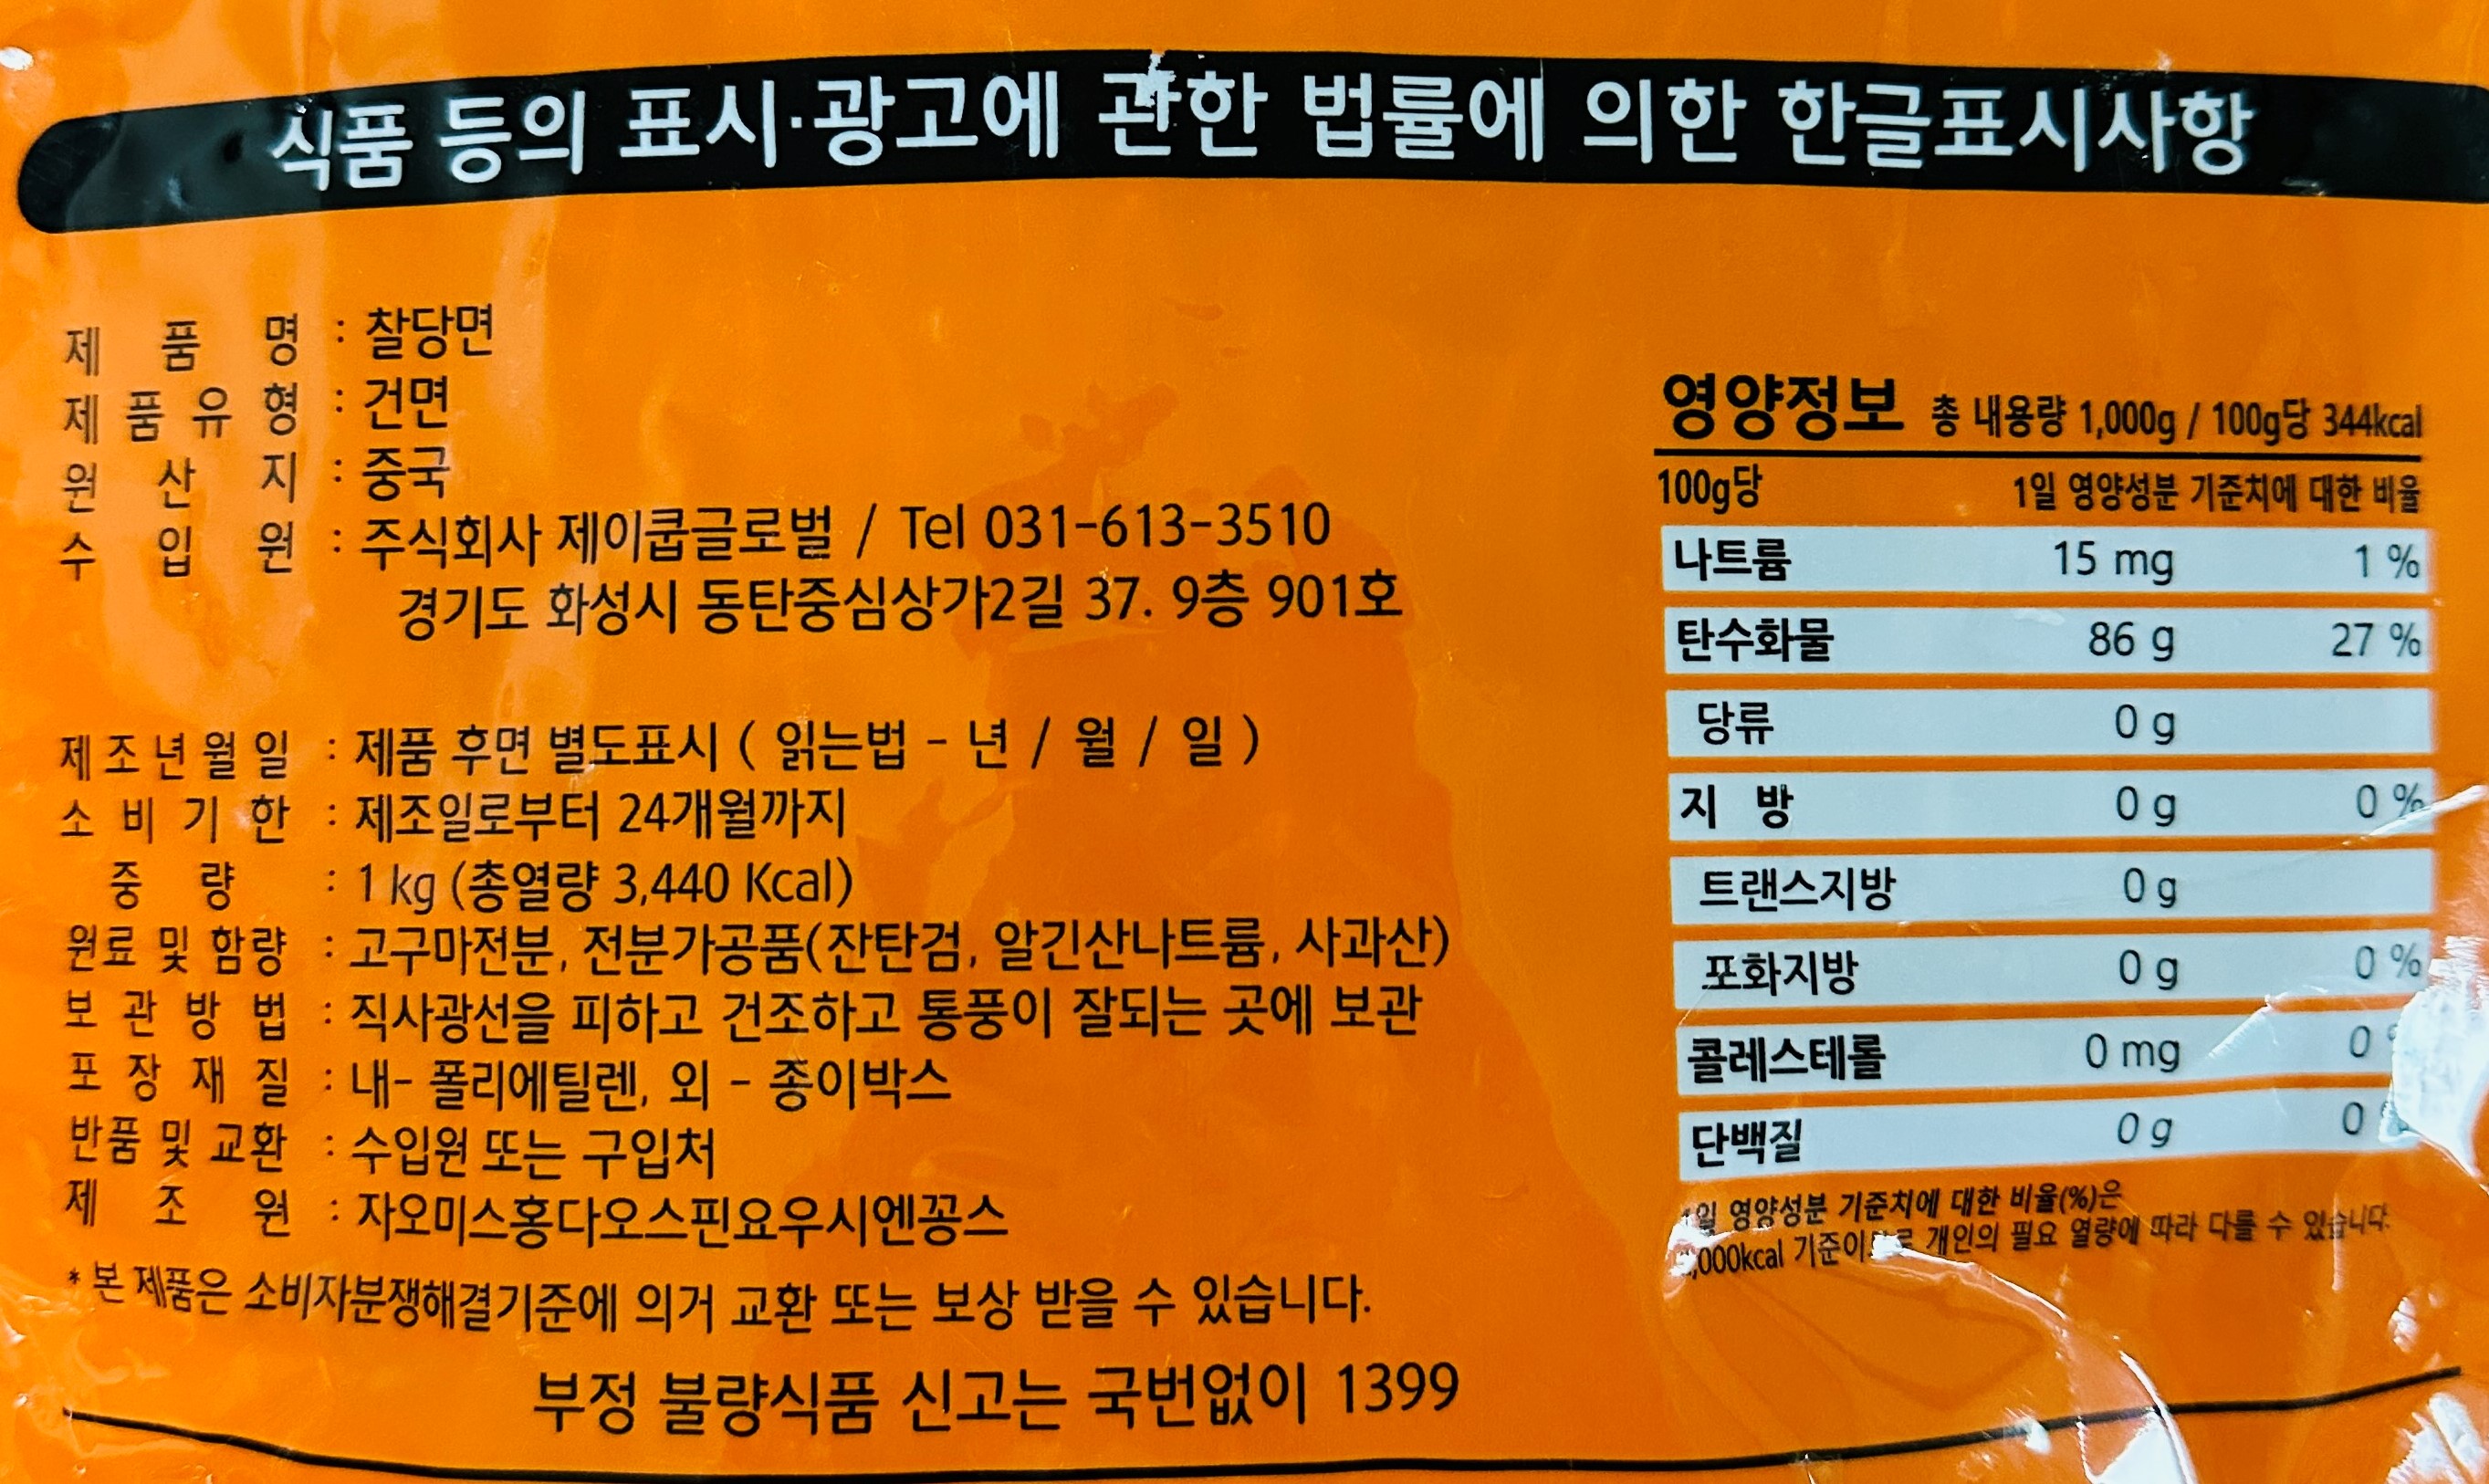 식품 등의 표시·광고에 관한 법률에 의한 한글표시사항
제 품 명 : 찰당면
제 품 유 형 : 건면
원 산 지 : 중국
수 입 원 : 주식회사 제이쿱글로벌 / Tel 031-613-3510
경기도 화성시 동탄중심상가2길 37. 9층 901호
제 조 년 월 일 : 제품 후면 별도표시 ( 읽는법 - 년 / 월 / 일 )
소 비 기 한 : 제조일로부터 24개월까지
중 량 : 1 kg (총열량 3,440 Kcal)
원료 및 함량 : 고구마전분, 전분가공품(잔탄검, 알긴산나트륨, 사과산)
보 관 방 법 : 직사광선을 피하고 건조하고 통풍이 잘되는 곳에 보관
포 장 재 질 : 내- 폴리에틸렌, 외 - 종이박스
반품 및 교환 : 수입원 또는 구입처
제 조 원 : 자오미스홍다오스핀요우시엔꽁스
* 본 제품은 소비자분쟁해결기준에 의거 교환 또는 보상 받을 수 있습니다.
부정 불량식품 신고는 국번없이 1399
영양정보 총 내용량 1,000g / 100g당 344kcal
100g당 1일 영양성분 기준치에 대한 비율
나트륨 15 mg 1 %
탄수화물 86 g 27 %
당류 0 g
지 방 0 g 0 %
트랜스지방 0 g
포화지방 0 g 0 %
콜레스테롤 0 mg 0
단백질 0 g 0
1일 영양성분 기준치에 대한 비율(%)은
기준이므로 개인의 필요 열량에 따라 다를 수 있습니다.